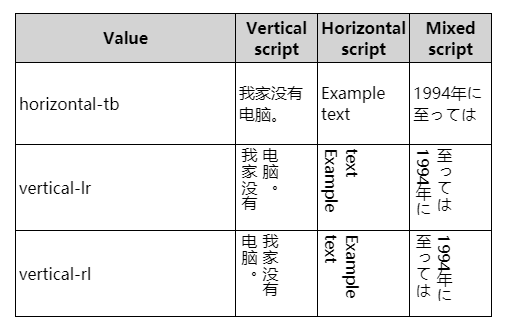 Value
Vertical
script
Horizontal
script
Mixed
script
horizontal-tb
我家没有
电脑。
Example
text
1994年に
至っては
vertical-lr
我家没有
电脑。
Example
text
1994年に
至っては
vertical-rl
我家没有
电脑。
Example
text
1994年に
至っては